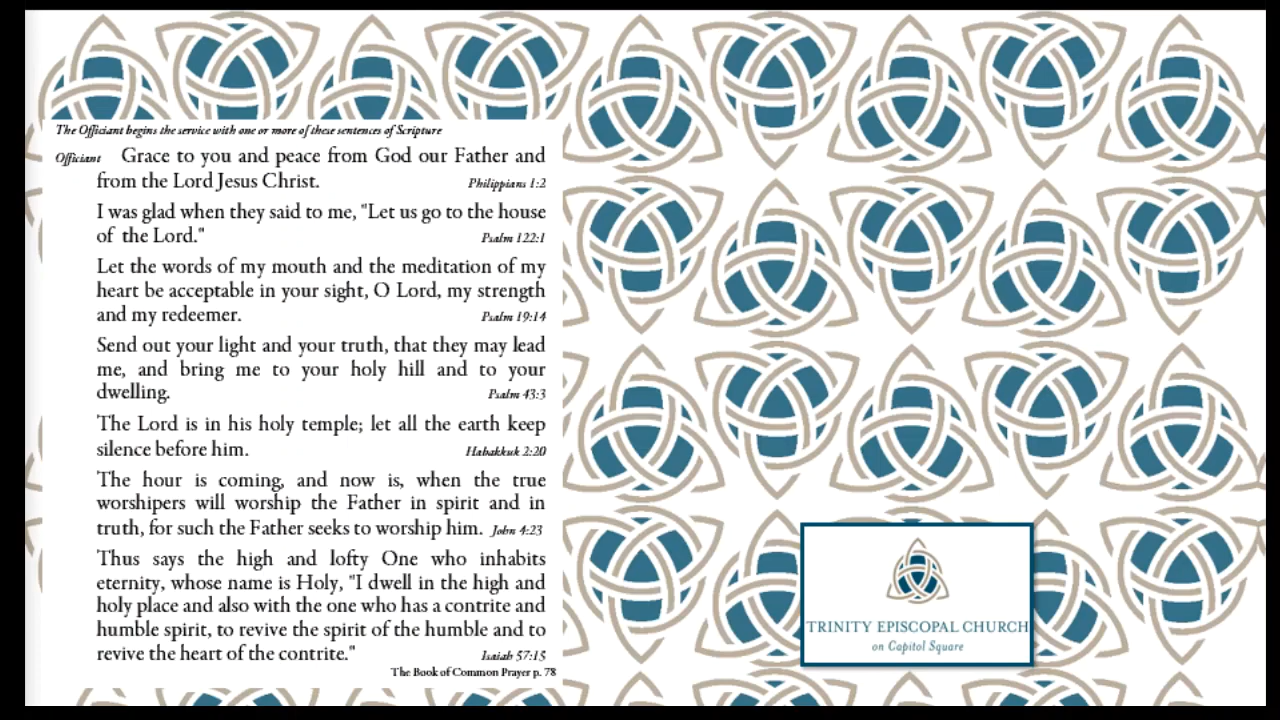 The Officiant begins the service with one or more of these sentences of Scripture
Officiant Grace to you and peace from God our Father and
from the Lord Jesus Christ. Philippians 1:2
I was glad when they said to me, "Let us go to the house
of the Lord." Psalm 122:1
Let the words of my mouth and the meditation of my
heart be acceptable in your sight, O Lord, my strength
and my redeemer. Psalm 19:14
Send out your light and your truth, that they may lead
me, and bring me to your holy hill and to your
dwelling. Psalm 43:3
The Lord is in his holy temple; let all the earth keep
silence before him. Habakkuk 2:20
The hour is coming, and now is, when the true
worshipers will worship the Father in spirit and in
truth, for such the Father seeks to worship him. John 4:23
Thus says the high and lofty One who inhabits
eternity, whose name is Holy, "I dwell in the high and
holy place and also with the one who has a contrite and
humble spirit, to revive the spirit of the humble and to
revive the heart of the contrite." Isaiah 57:15
The Book of Common Prayer p. 78
TRINITY EPISCOPAL CHURCH
on Capitol Square